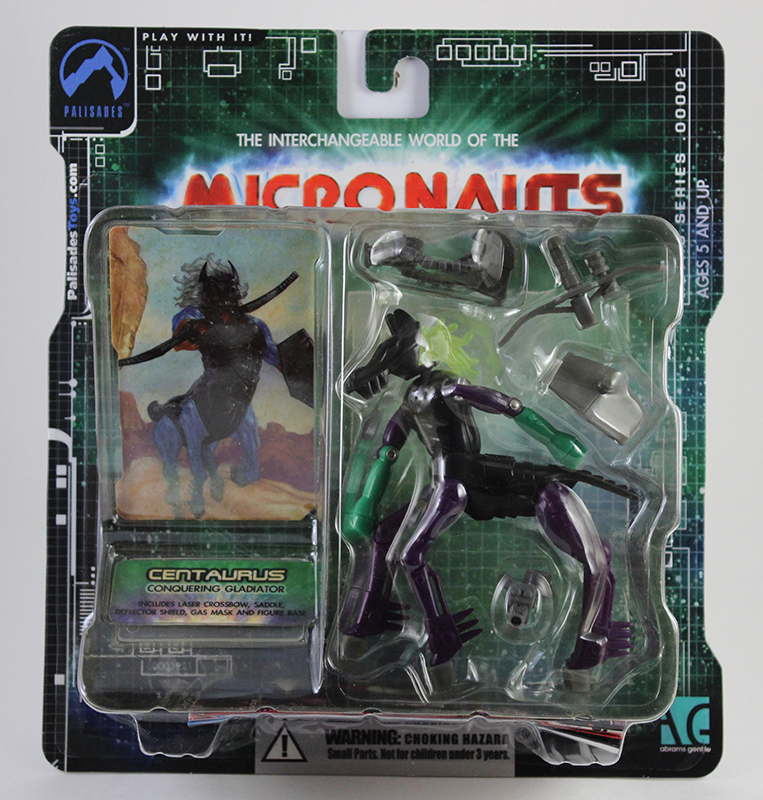 PLAY WITH IT!
PALISADES™
THE INTERCHANGEABLE WORLD OF THE
MICRONAUTS
SERIES .00002
AGES 5 AND UP
PalisadesToys.com
CENTAURUS
CONQUERING GLADIATOR
INCLUDES LASER CROSSBOW, SADDLE,
DEFLECTOR SHIELD, GAS MASK AND FIGURE BASE
AG
abrams gentile
WARNING: CHOKING HAZARD
Small Parts. Not for children under 3 years.